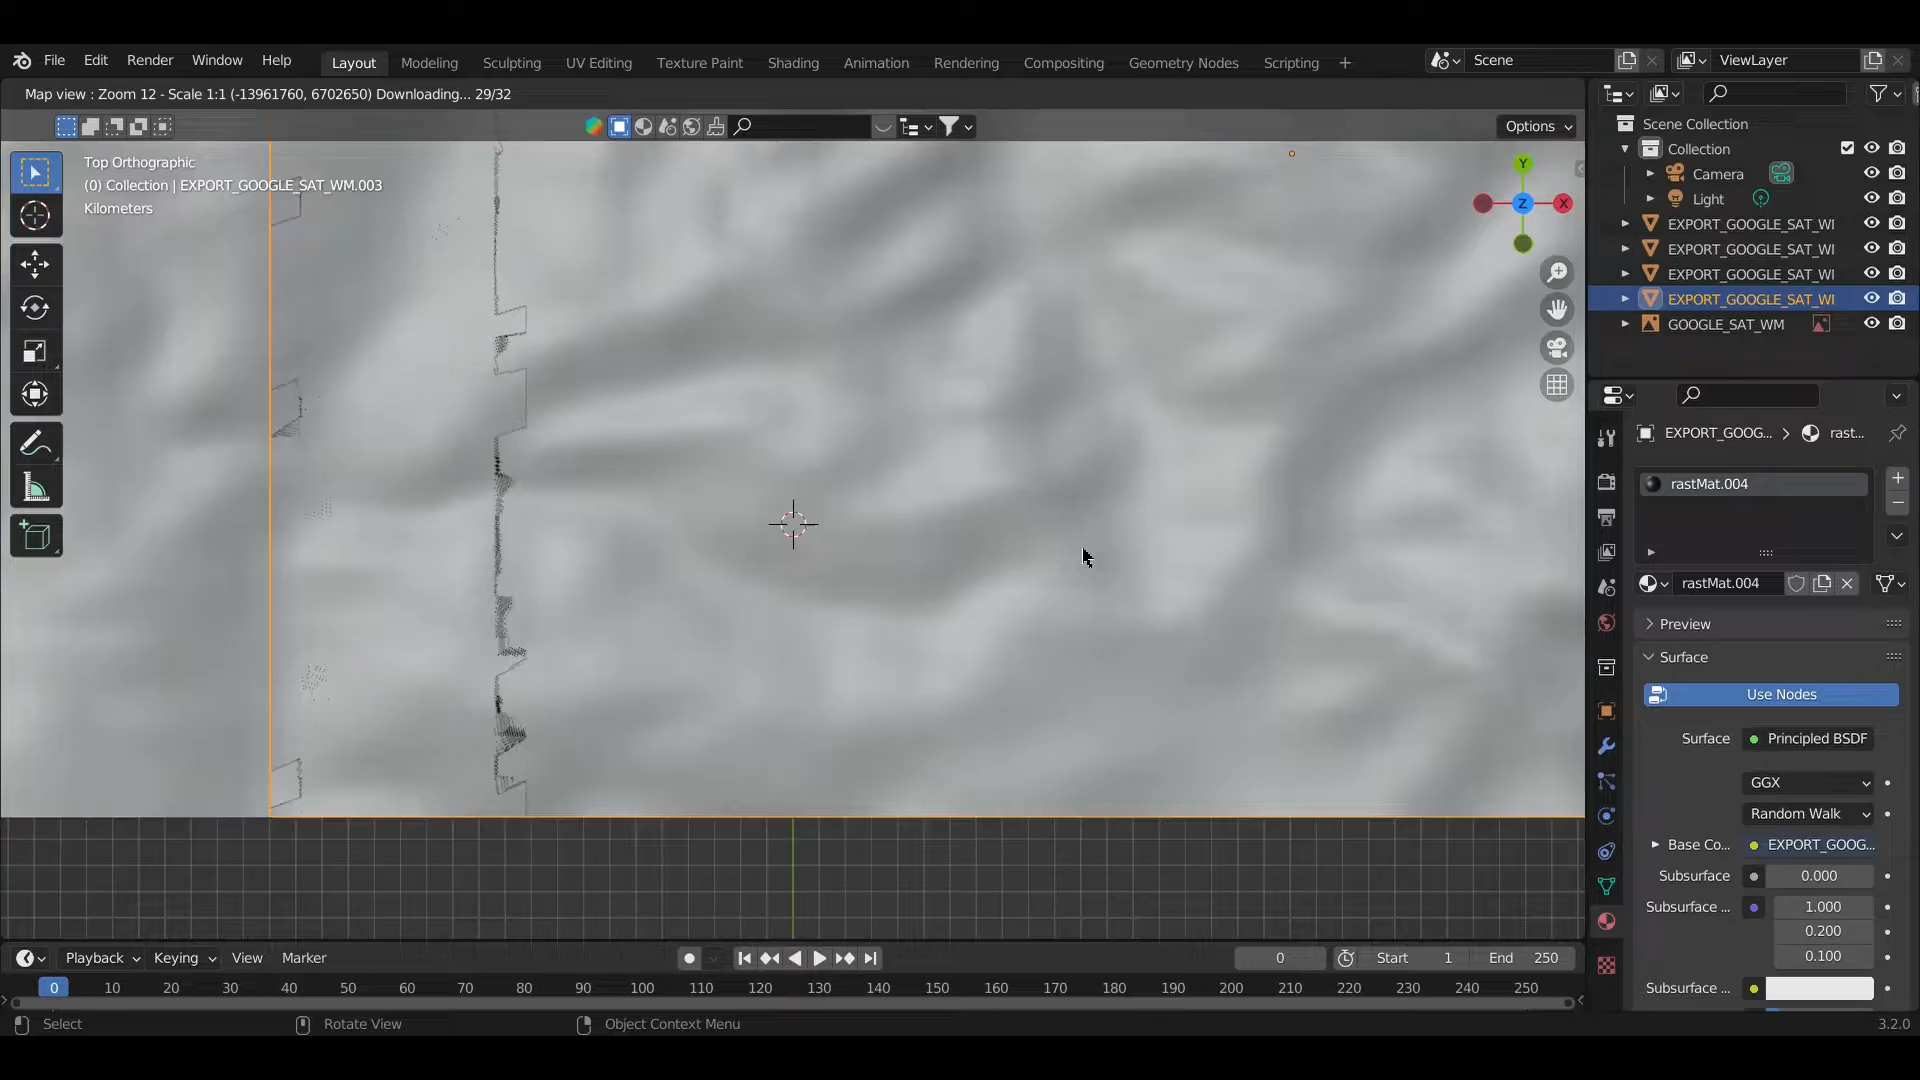 File Edit Render Window Help Layout Modeling Sculpting UV Editing Texture Paint Shading Animation Rendering Compositing Geometry Nodes Scripting + Scene ViewLayer
Map view : Zoom 12 - Scale 1:1 (-13961760, 6702650) Downloading... 29/32
Options
Top Orthographic
(0) Collection | EXPORT_GOOGLE_SAT_WM.003
Kilometers
Y
Z X
Scene Collection
Collection
Camera
Light
EXPORT_GOOGLE_SAT_WI
EXPORT_GOOGLE_SAT_WI
EXPORT_GOOGLE_SAT_WI
EXPORT_GOOGLE_SAT_WI
GOOGLE_SAT_WM
EXPORT_GOOG... > rast...
rastMat.004
rastMat.004
Preview
Surface
Use Nodes
Surface Principled BSDF
GGX
Random Walk
Base Co... EXPORT_GOOG...
Subsurface 0.000
Subsurface ... 1.000
0.200
0.100
Subsurface ...
Playback Keying View Marker 0 Start 1 End 250
0 10 20 30 40 50 60 70 80 90 100 110 120 130 140 150 160 170 180 190 200 210 220 230 240 250
Select Rotate View Object Context Menu 3.2.0